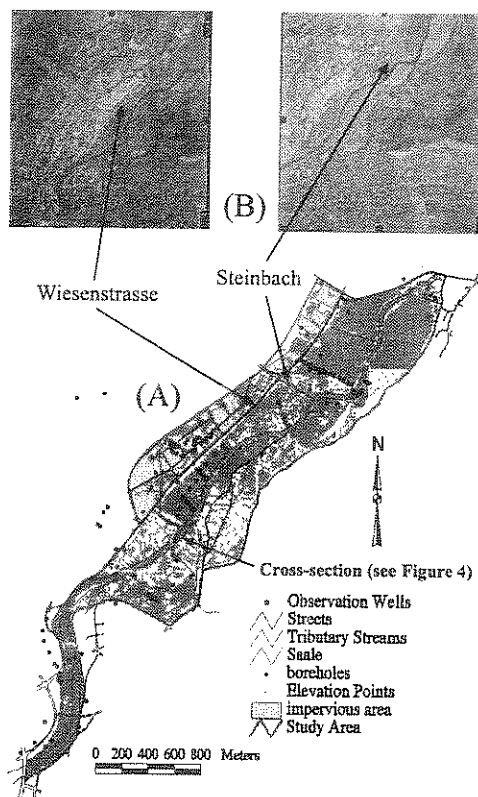 (B)
Wiesenstrasse
Steinbach
(A)
N
Cross-section (see Figure 4)
Observation Wells
Streets
Tributary Streams
Saale
boreholes
Elevation Points
impervious area
Study Area
0 200 400 600 800 Meters